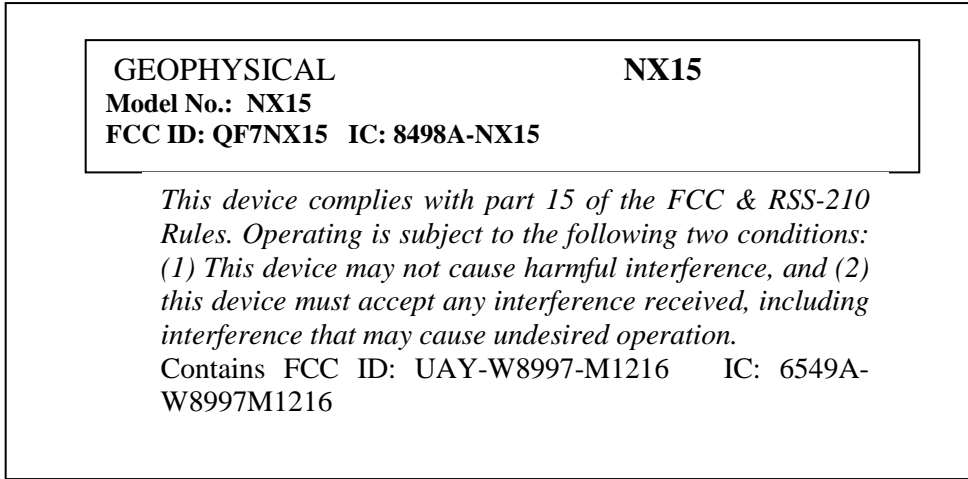 GEOPHYSICAL NX15
Model No.: NX15
FCC ID: QF7NX15 IC: 8498A-NX15
This device complies with part 15 of the FCC & RSS-210
Rules. Operating is subject to the following two conditions:
(1) This device may not cause harmful interference, and (2)
this device must accept any interference received, including
interference that may cause undesired operation.
Contains FCC ID: UAY-W8997-M1216 IC: 6549A-
W8997M1216